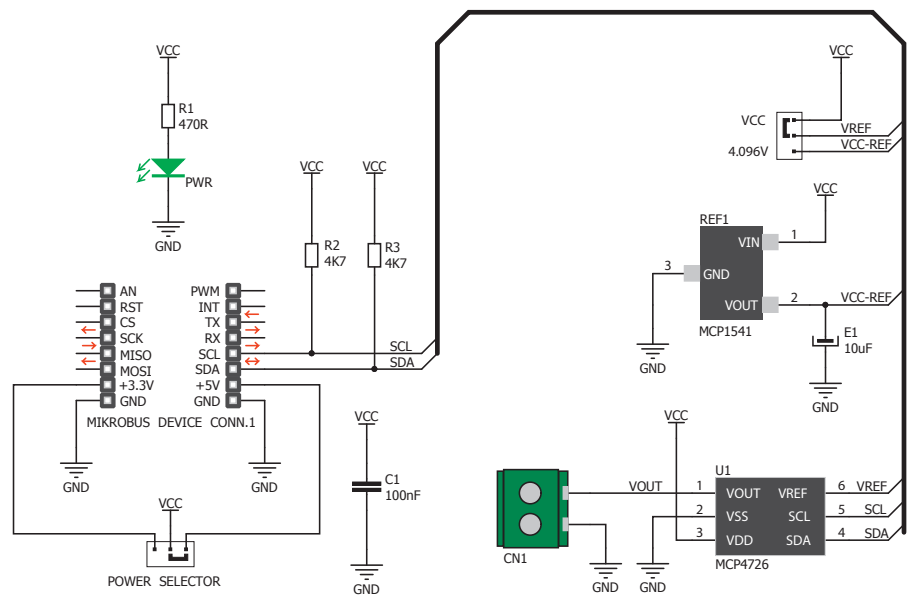 VCC
R1
470R
PWR
GND
VCC
VCC
R2
4K7
R3
4K7
AN
RST
CS
SCK
MISO
MOSI
+3.3V
GND
PWM
INT
TX
RX
SCL
SDA
+5V
GND
MIKROBUS DEVICE CONN.1
SCL
SDA
GND
GND
VCC
POWER SELECTOR
VCC
C1
100nF
GND
VCC
VCC
4.096V
VREF
VCC-REF
VCC
REF1
VIN
1
3
GND
VOUT
2
VCC-REF
MCP1541
GND
E1
10uF
GND
VCC
CN1
VOUT
GND
GND
U1
1
VOUT
VREF
6
VREF
2
VSS
SCL
5
SCL
3
VDD
SDA
4
SDA
MCP4726